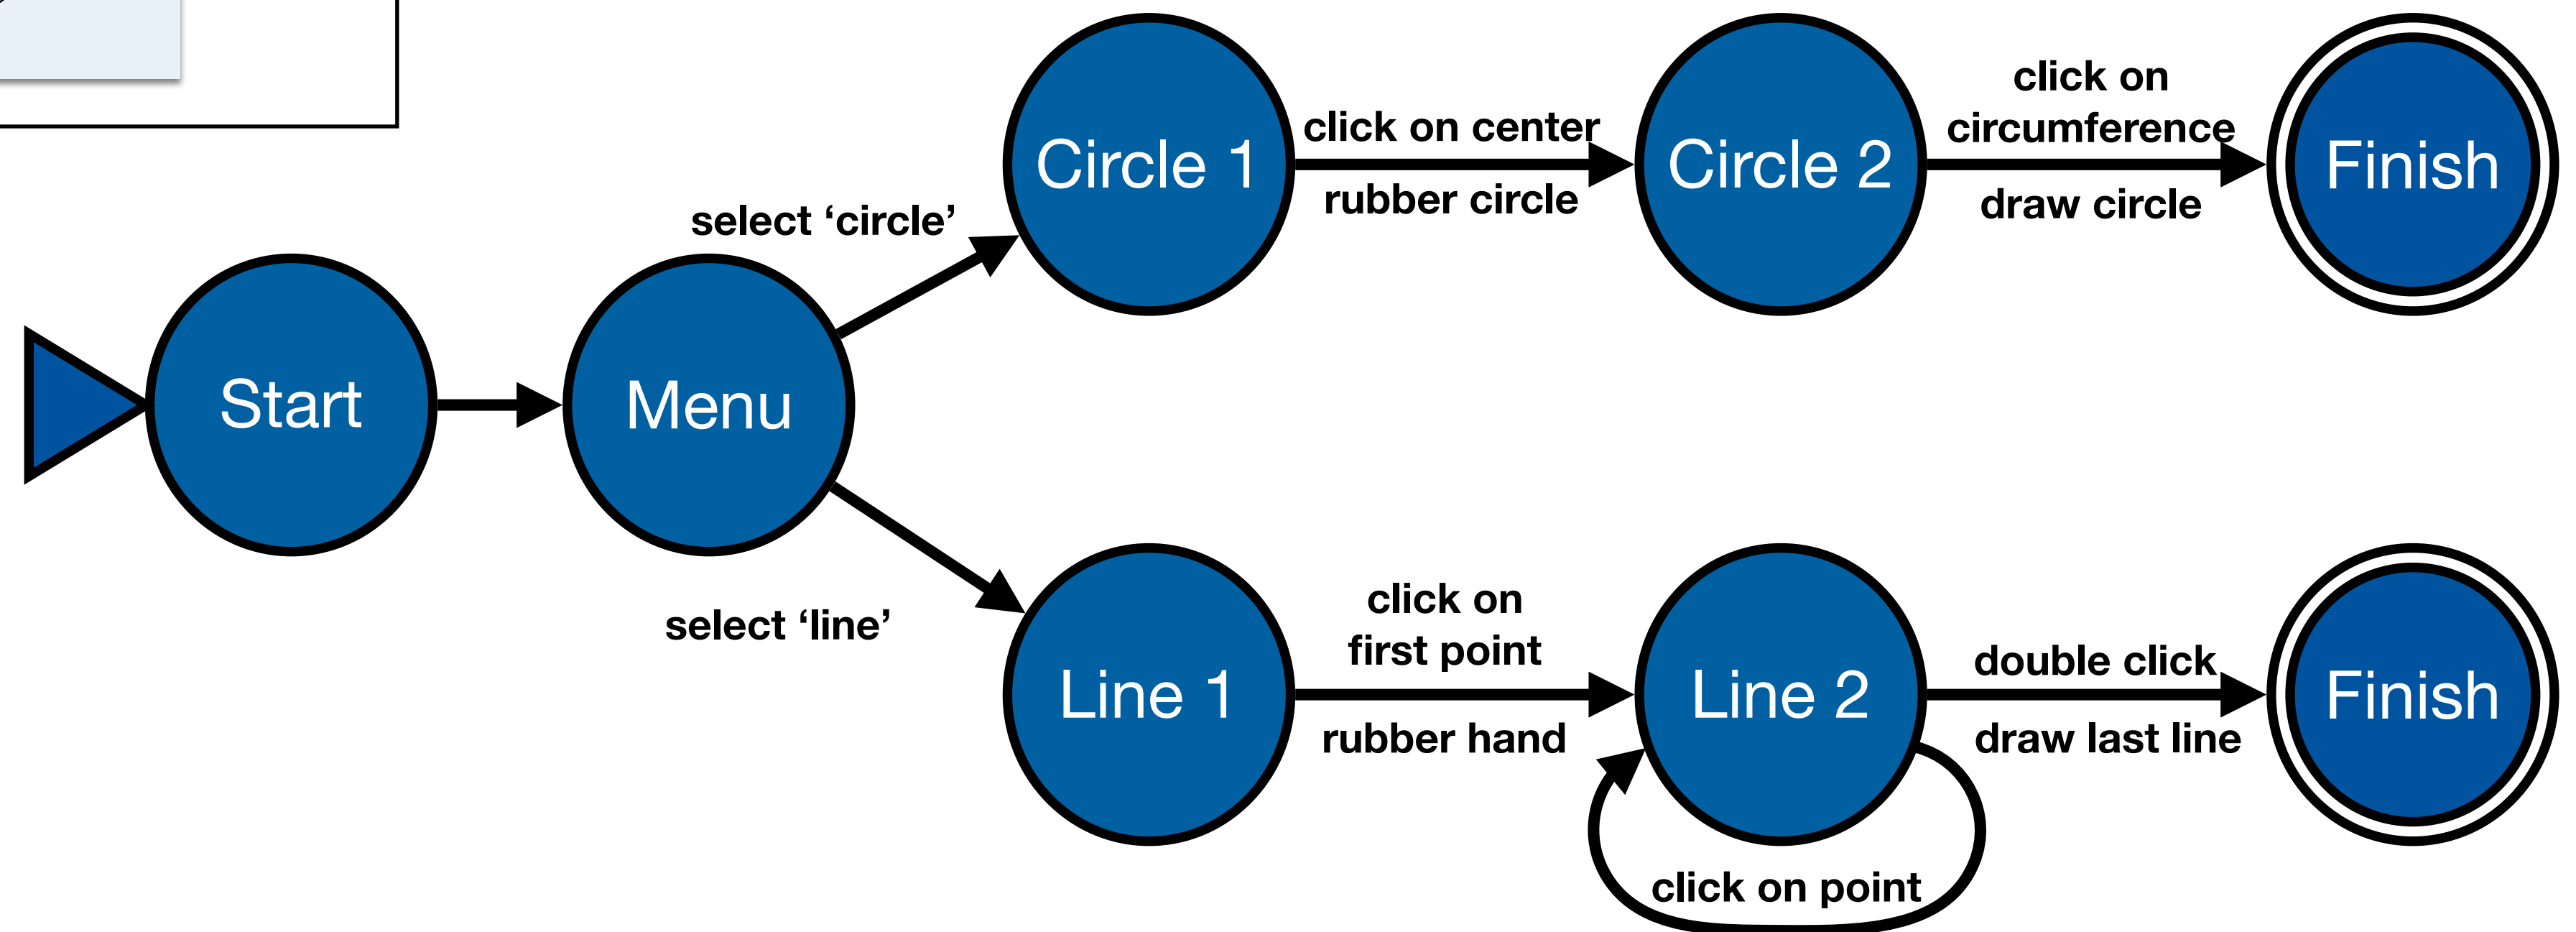 click on
circumference
click on center
Circle 1
Circle 2
Finish
rubber circle
draw circle
select ‘circle’
Start
Menu
select ‘line’
click on
first point
double click
Line 1
Line 2
Finish
rubber hand
draw last line
click on point